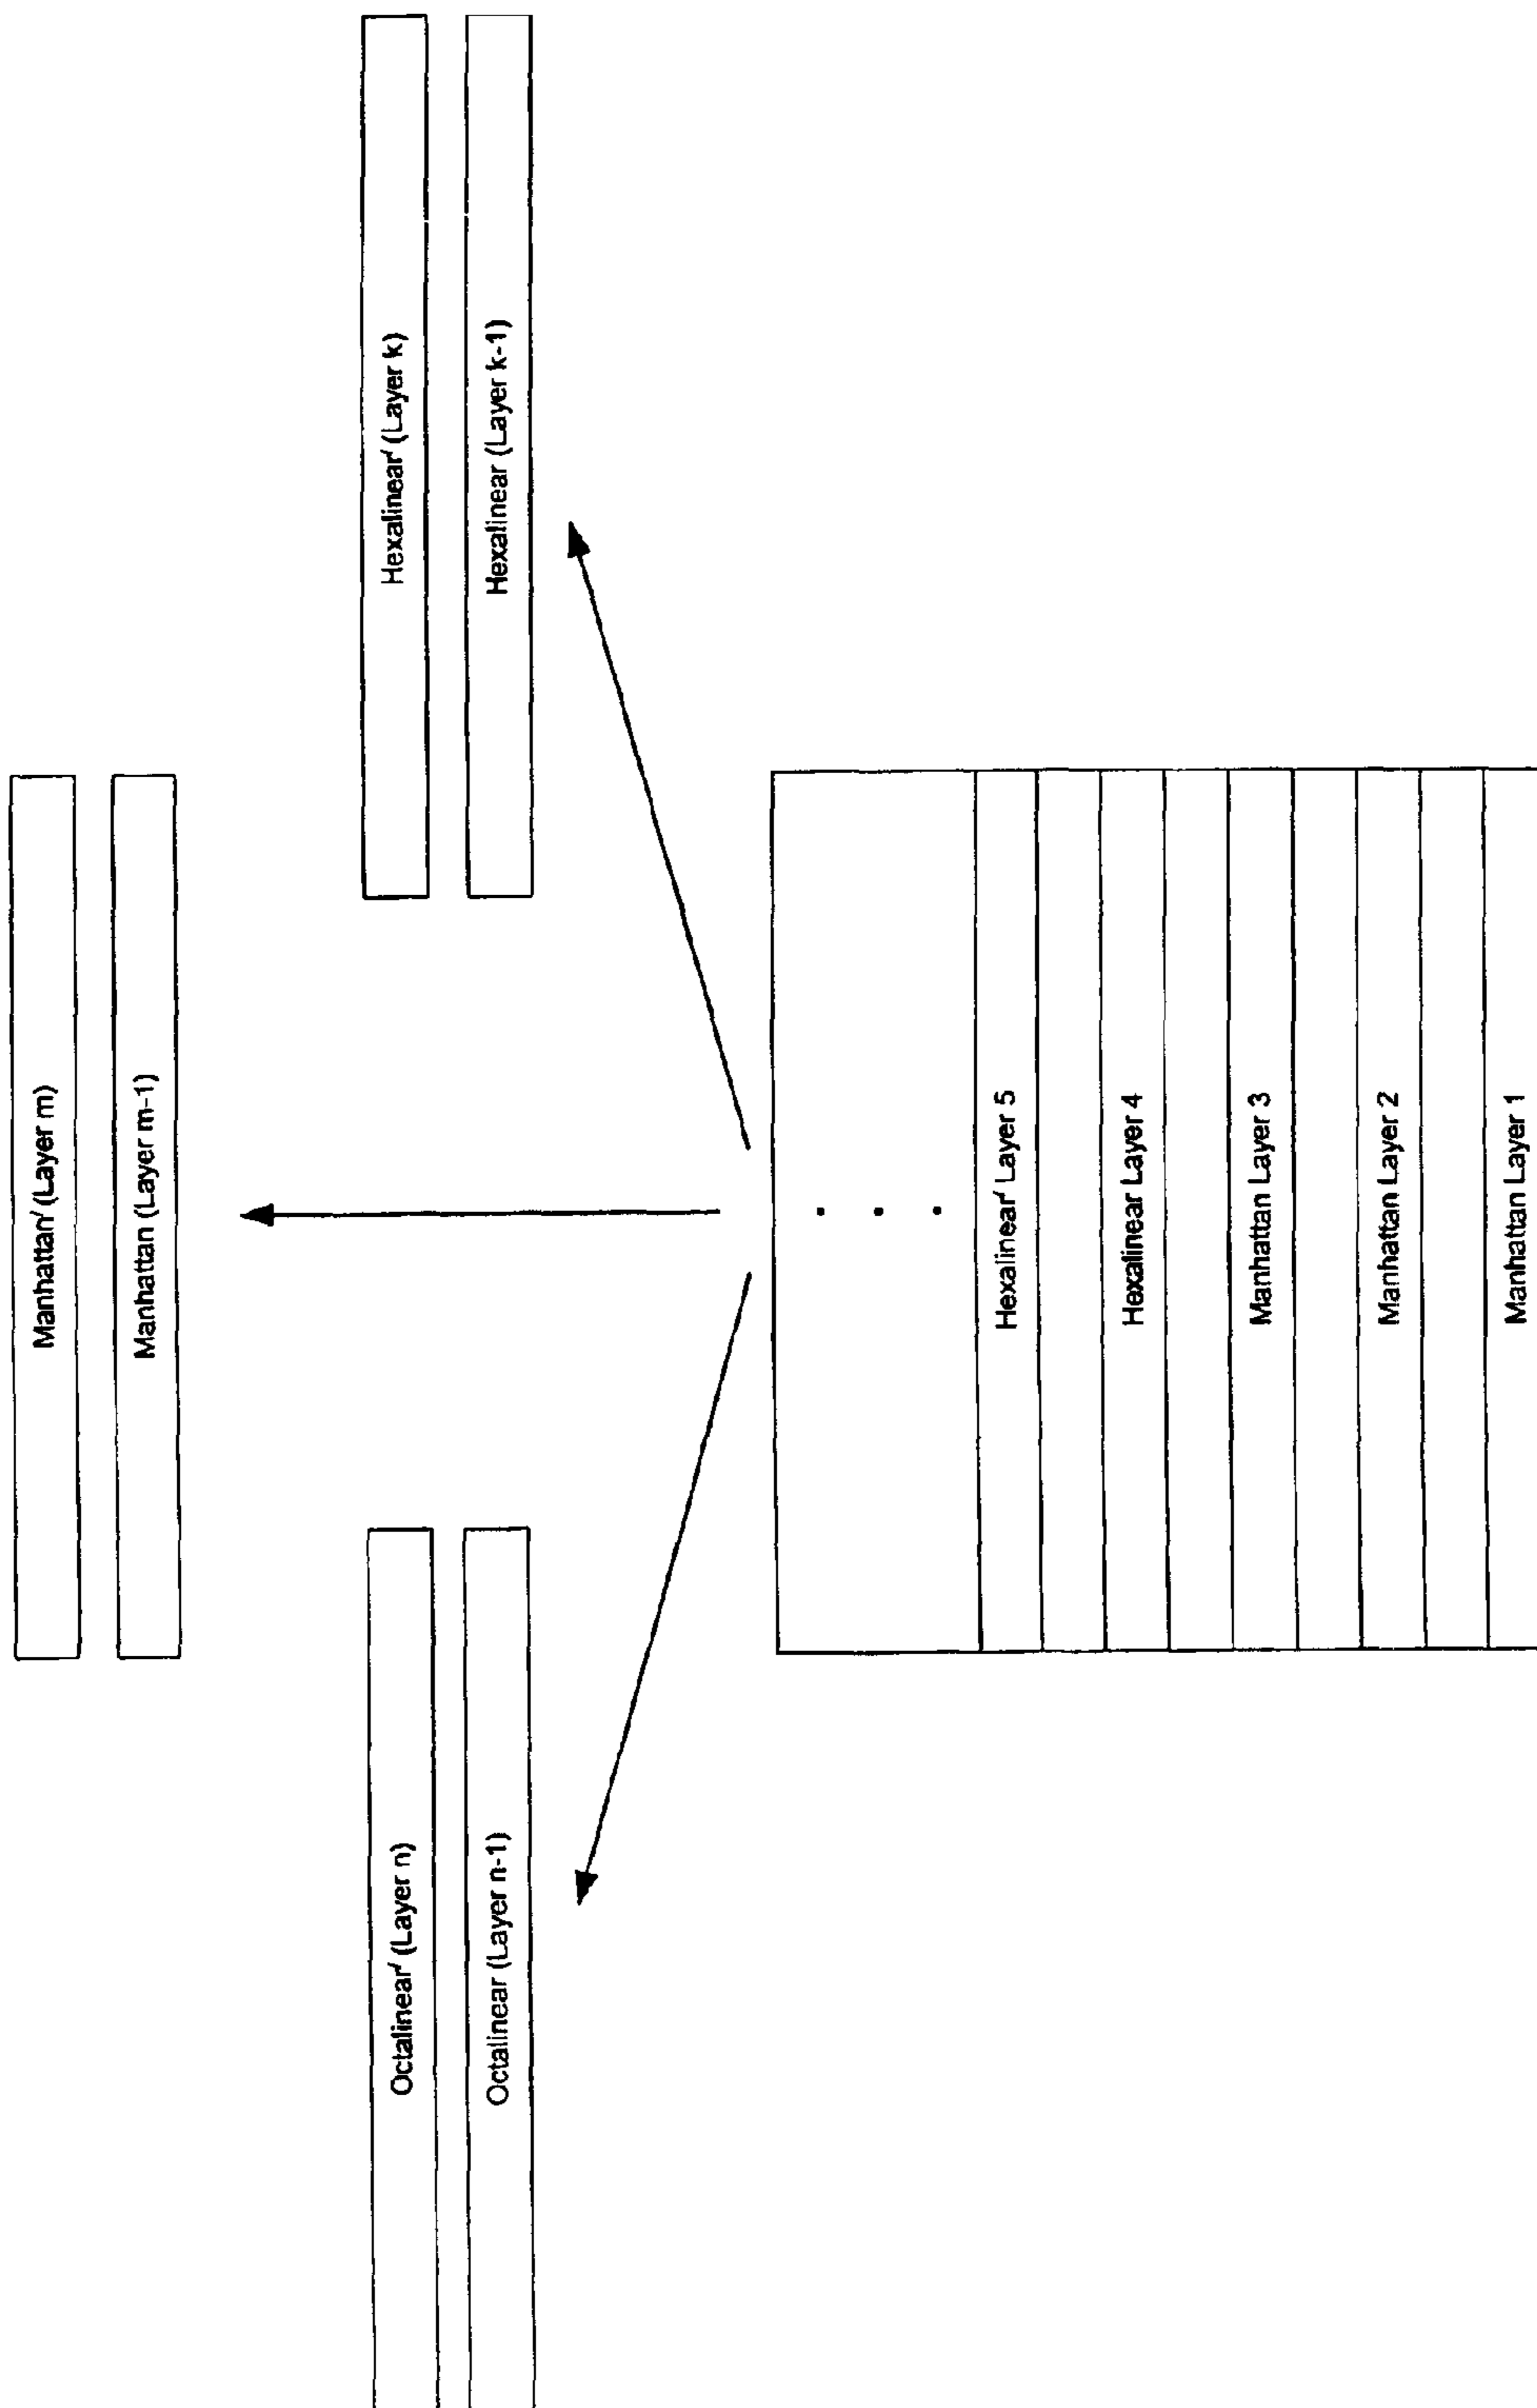 Manhattan' (Layer m)
Manhattan (Layer m-1)
Octalinear' (Layer n)
Octalinear (Layer n-1)
Hexalinear' (Layer k)
Hexalinear (Layer k-1)
Hexalinear' Layer 5
Hexalinear Layer 4
Manhattan Layer 3
Manhattan Layer 2
Manhattan Layer 1